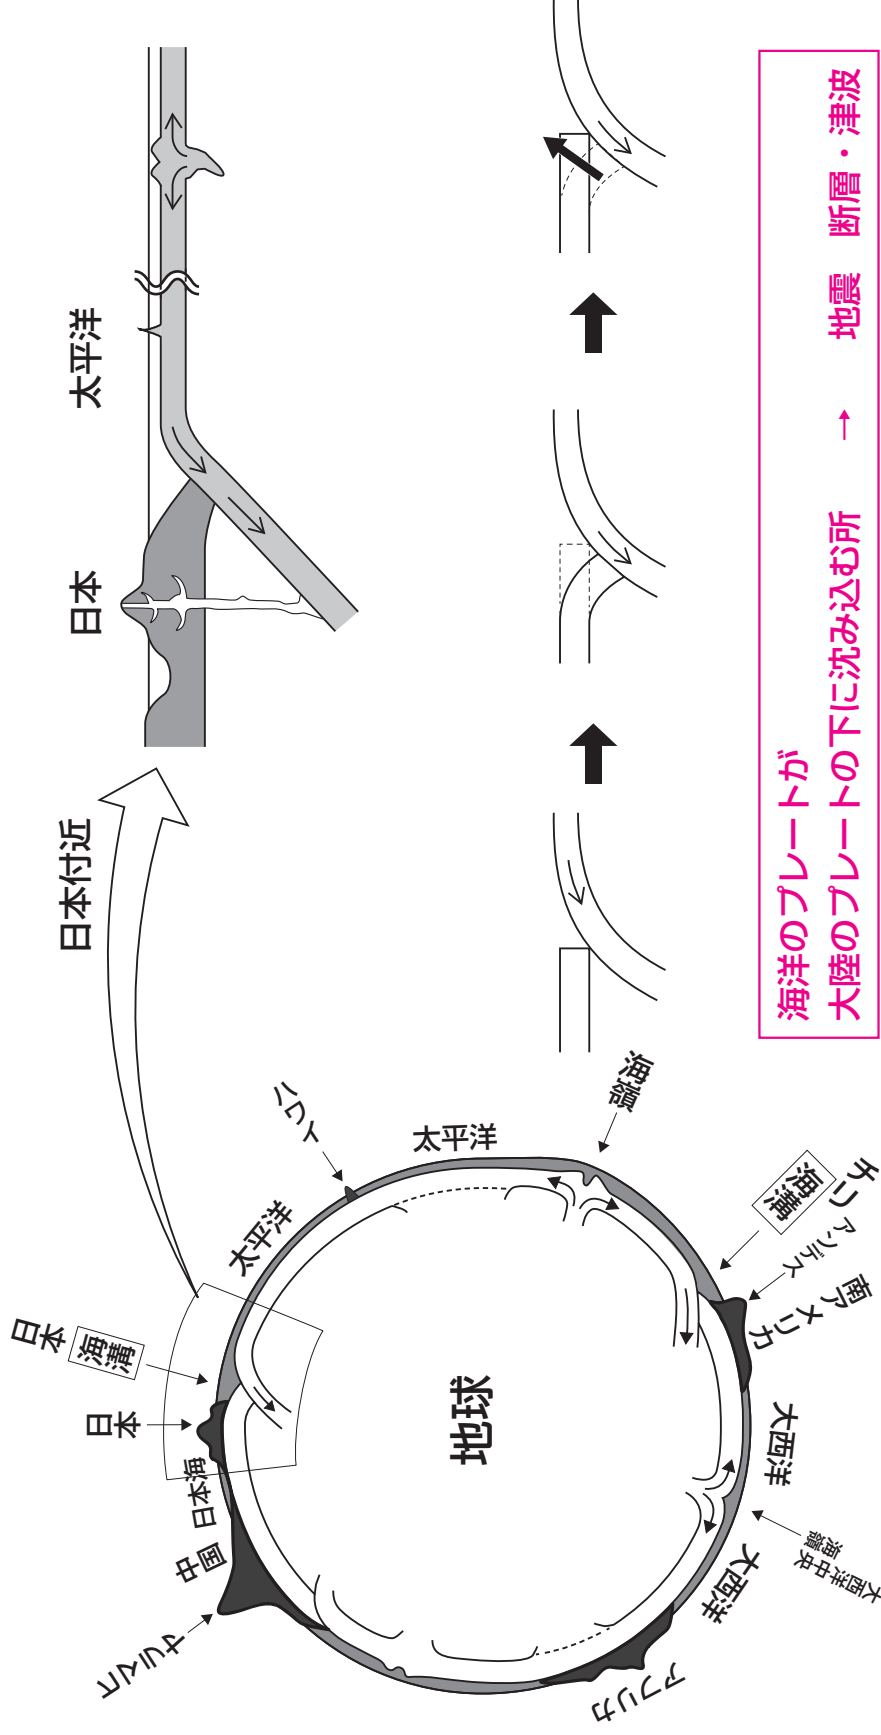 日本付近
日本
太平洋
ハワイ
太平洋
太平洋
海嶺
日本
海溝
日本
日本海
中国
ヒマラヤ
地球
海溝
チリ
アンデス
南アメリカ
大西洋
大西洋中央
海嶺
大西洋
アフリカ
海洋のプレートが
大陸のプレートの下に沈み込む所 → 地震 断層・津波